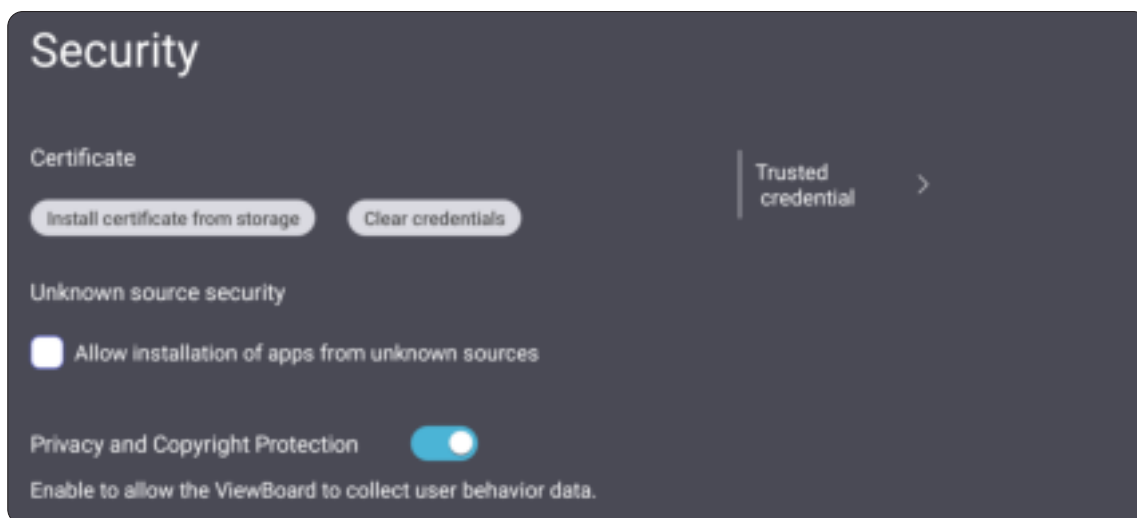 Security
Certificate
Trusted
credential
Install certificate from storage
Clear credentials
Unknown source security
Allow installation of apps from unknown sources
Privacy and Copyright Protection
Enable to allow the ViewBoard to collect user behavior data.